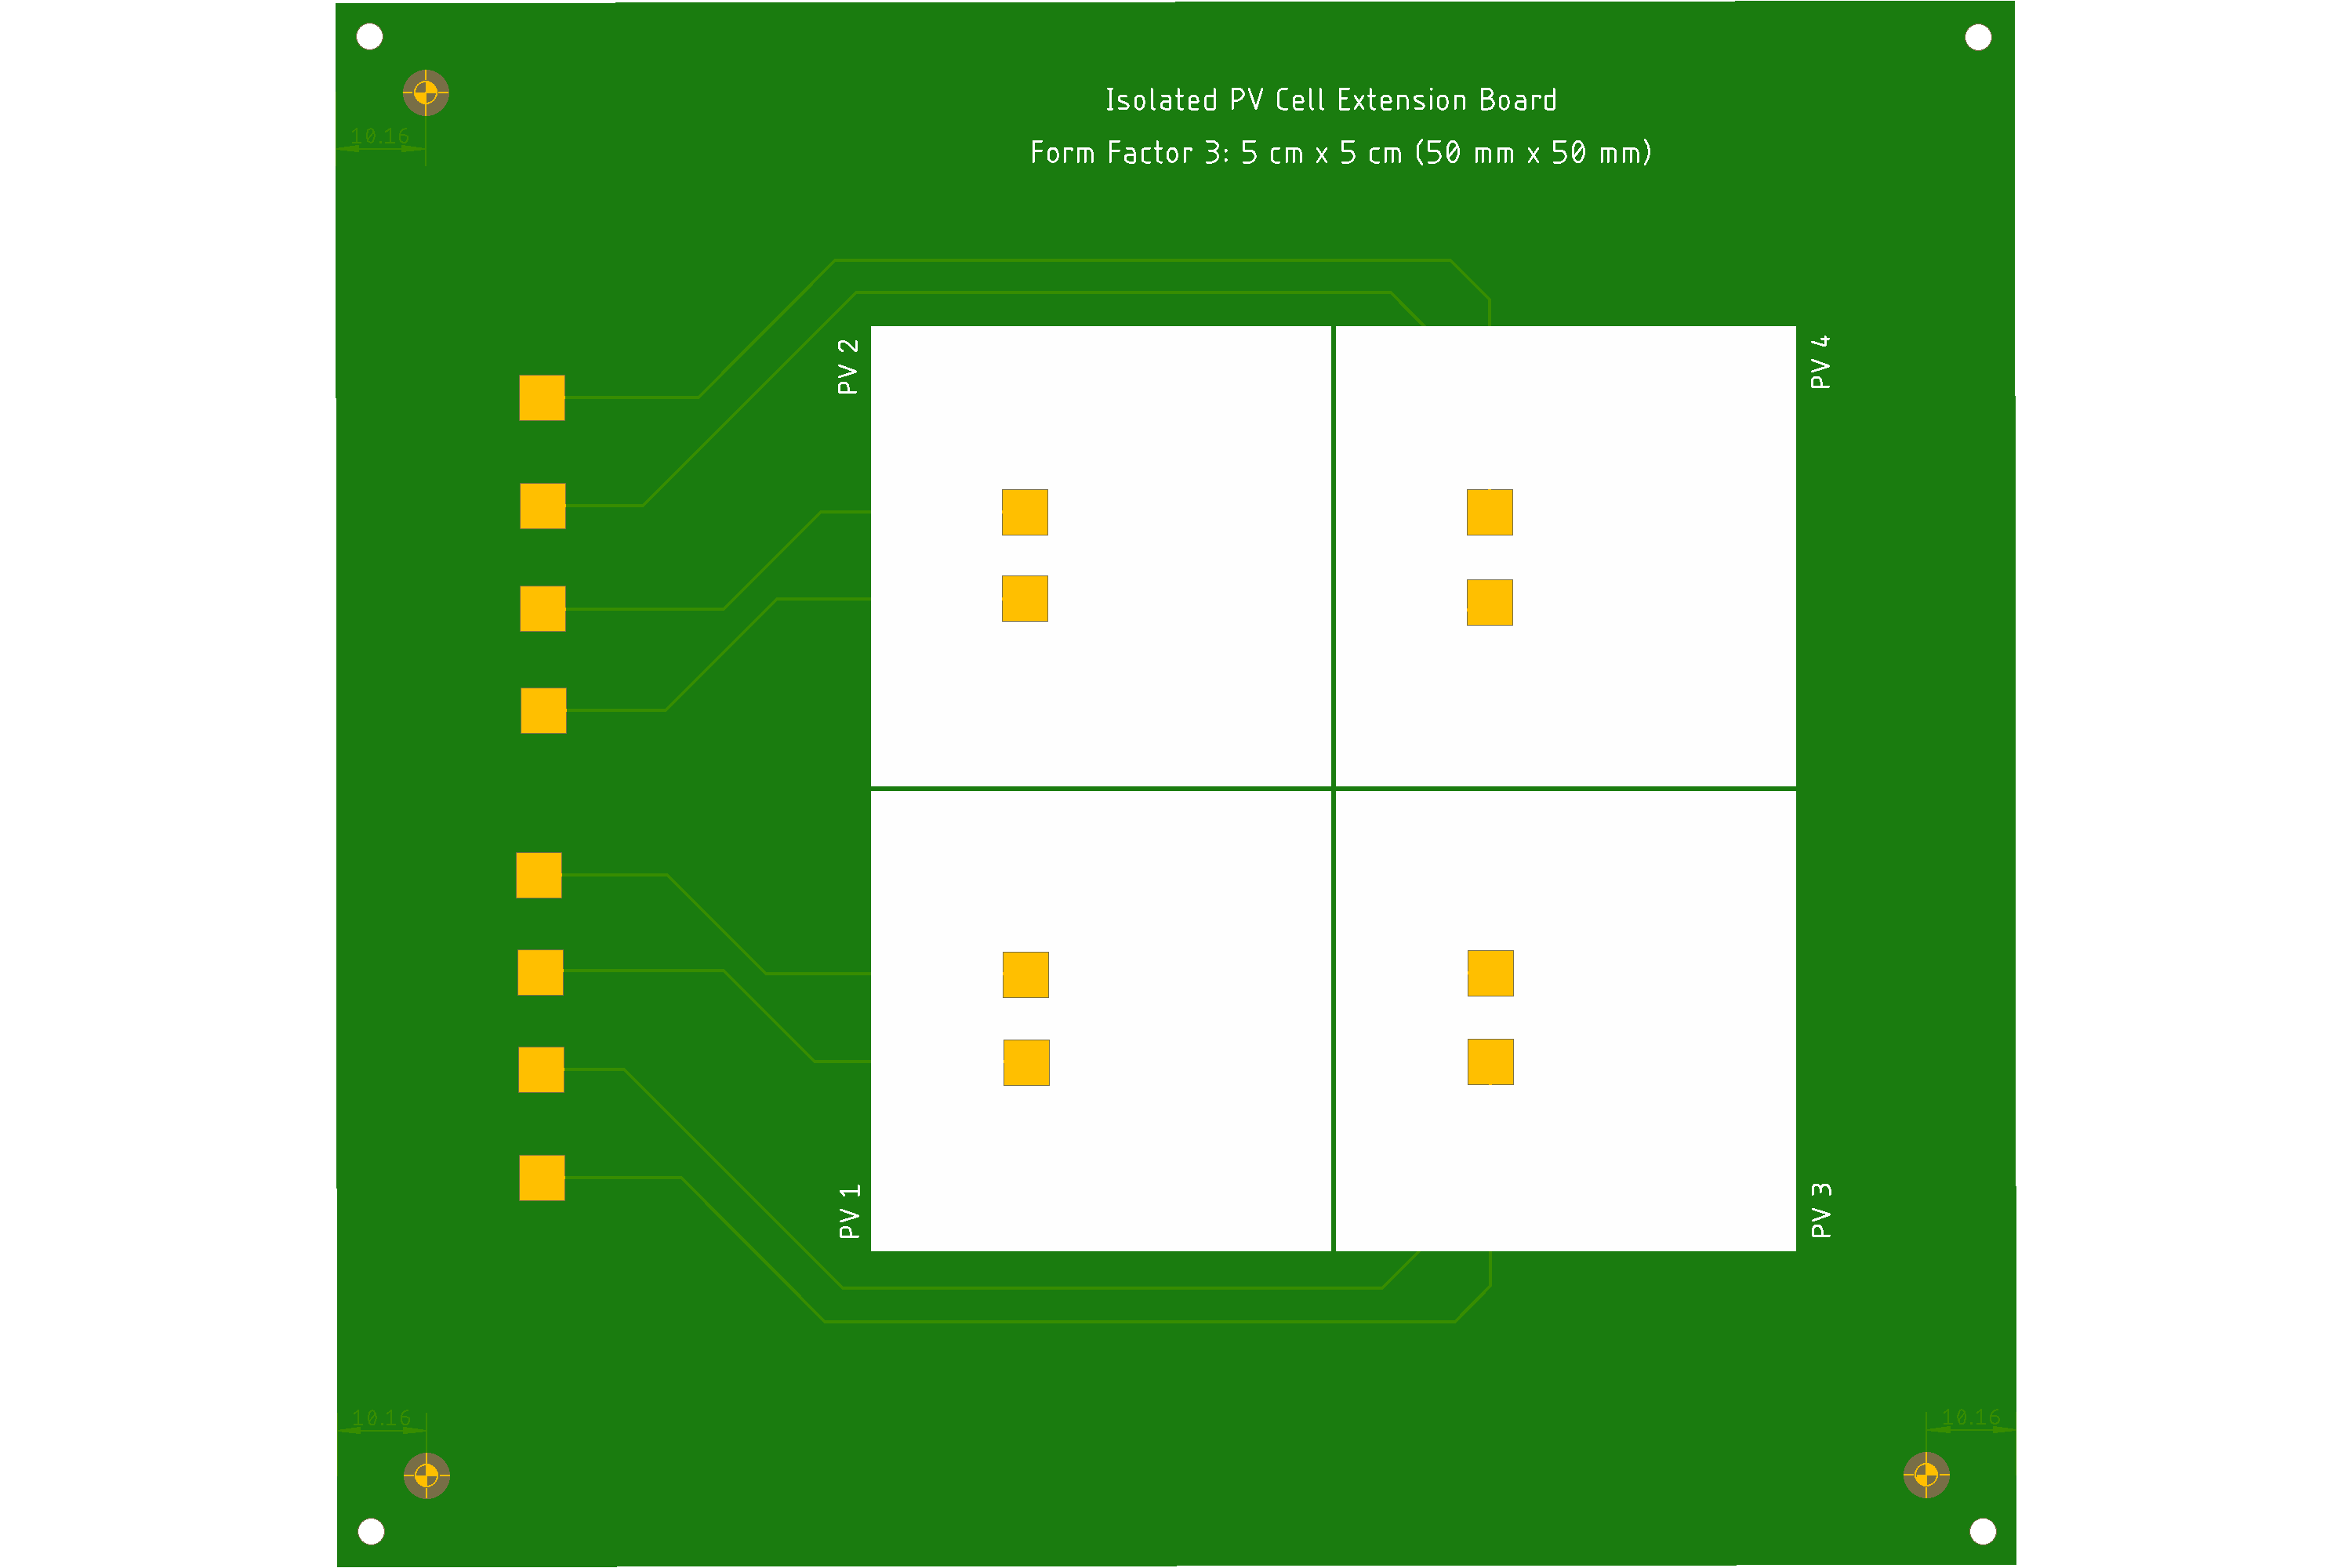 Isolated PV Cell Extension Board
10.16
Form Factor 3: 5 cm x 5 cm (50 mm x 50 mm)
PV 2
PV 4
PV 1
PV 3
10.16
10.16